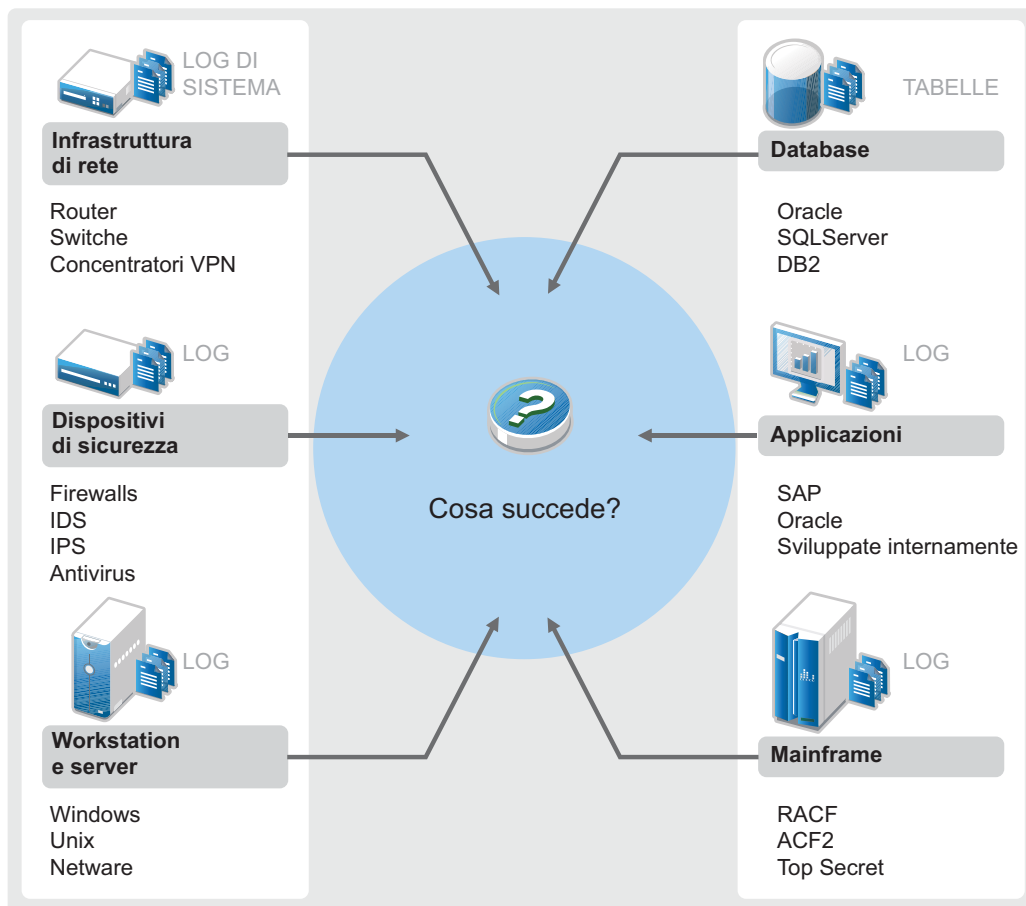 LOG DI
SISTEMA
Infrastruttura
di rete
Router
Switche
Concentratori VPN
LOG
Dispositivi
di sicurezza
Firewalls
IDS
IPS
Antivirus
LOG
Workstation
e server
Windows
Unix
Netware
?
Cosa succede?
TABELLE
Database
Oracle
SQLServer
DB2
LOG
Applicazioni
SAP
Oracle
Sviluppate internamente
LOG
Mainframe
RACF
ACF2
Top Secret